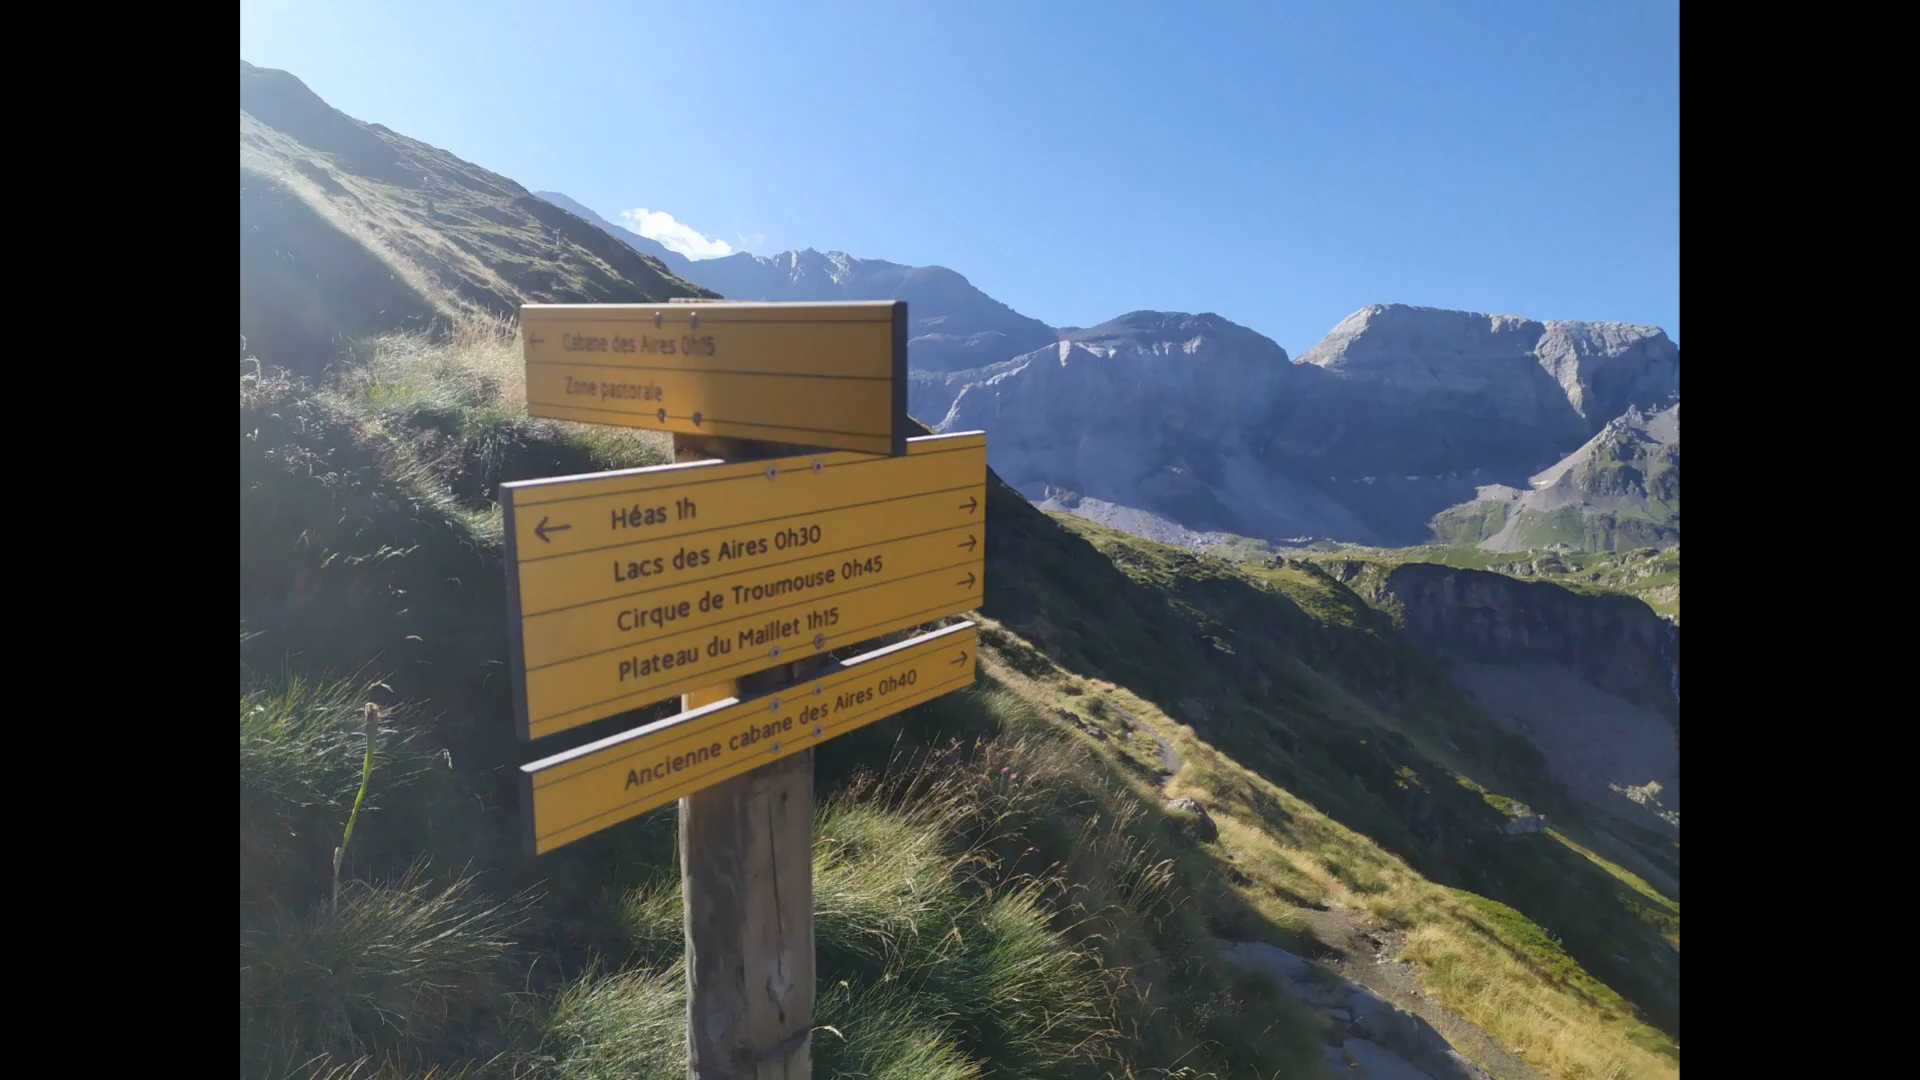 ← Cabane des Aires 0h15
Zone pastorale
← Héas 1h
Lacs des Aires 0h30 →
Cirque de Troumouse 0h45 →
Plateau du Maillet 1h15 →
Ancienne cabane des Aires 0h40 →